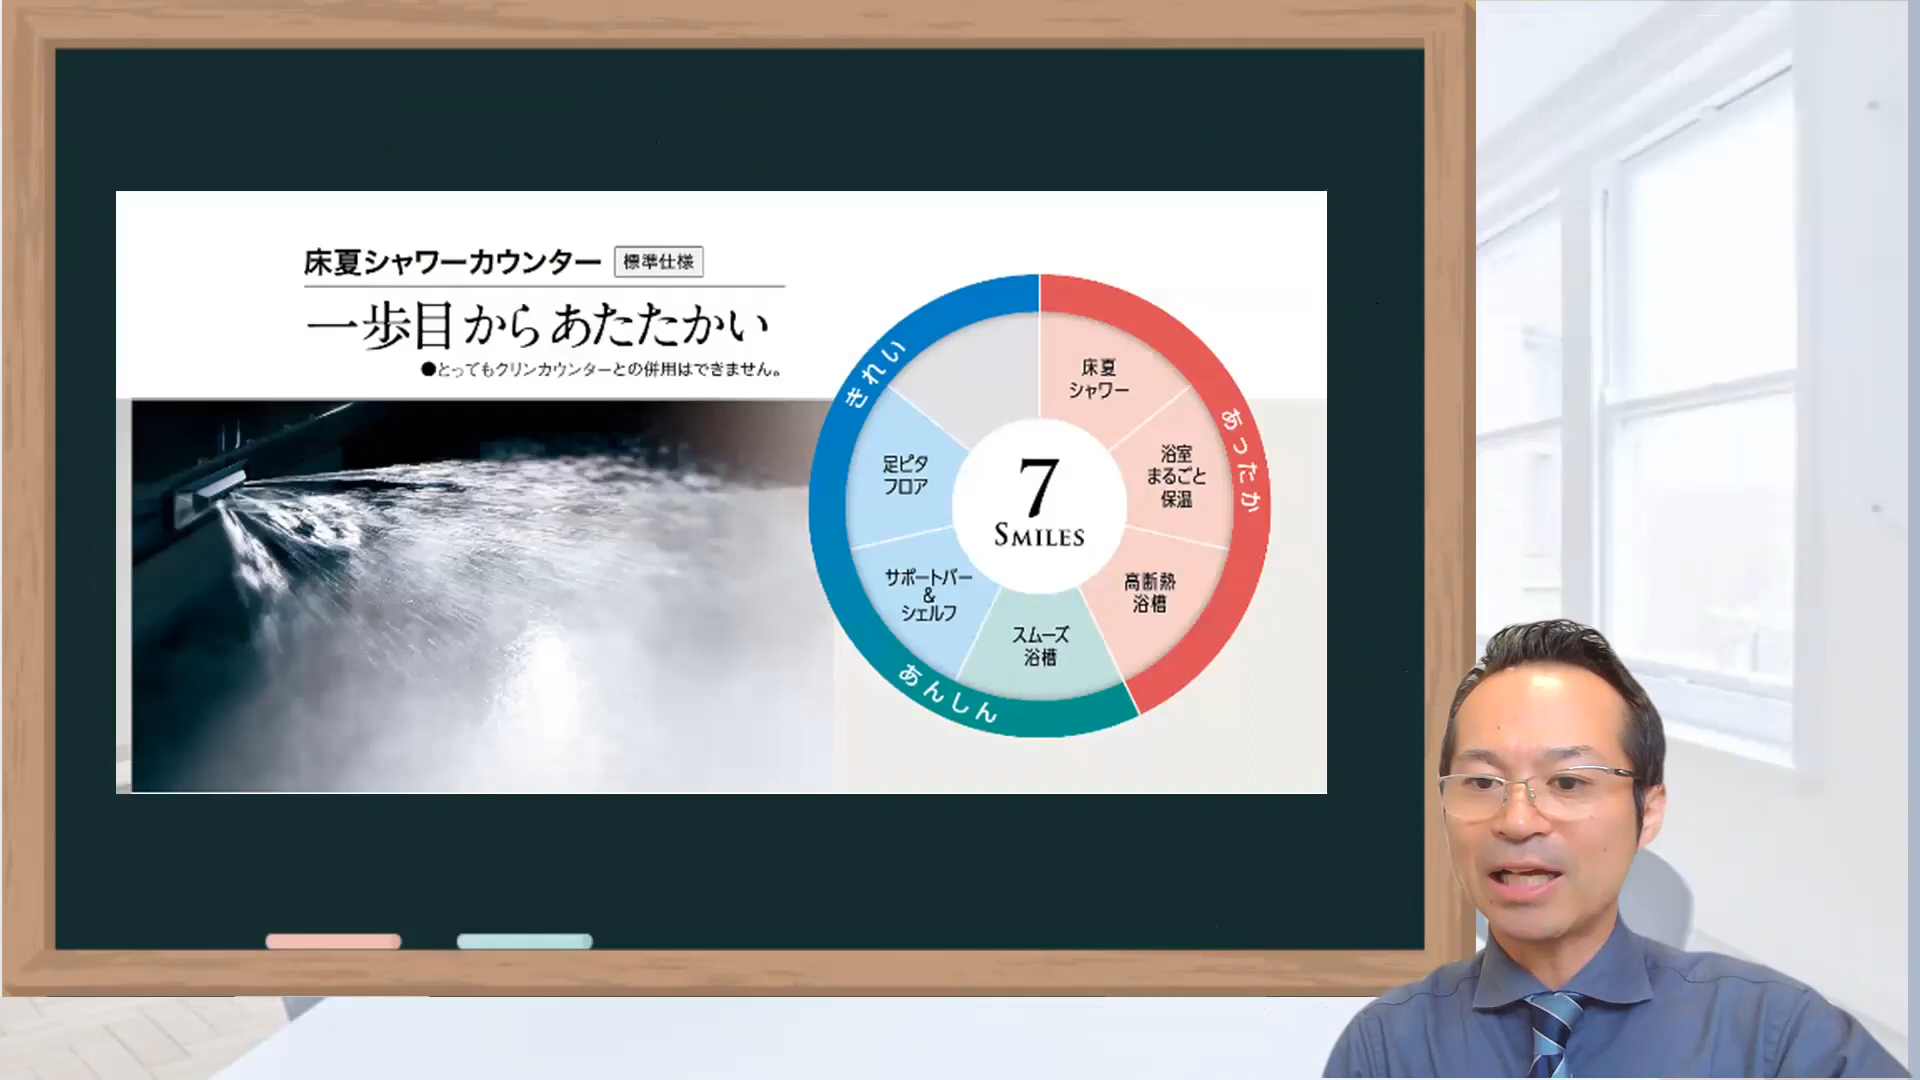 床夏シャワーカウンター 標準仕様
一歩目からあたたかい
●とってもクリンカウンターとの併用はできません。
きれい
あったか
あんしん
床夏
シャワー
浴室
まるごと
保温
高断熱
浴槽
スムーズ
浴槽
サポートバー
&
シェルフ
足ピタ
フロア
7
SMILES